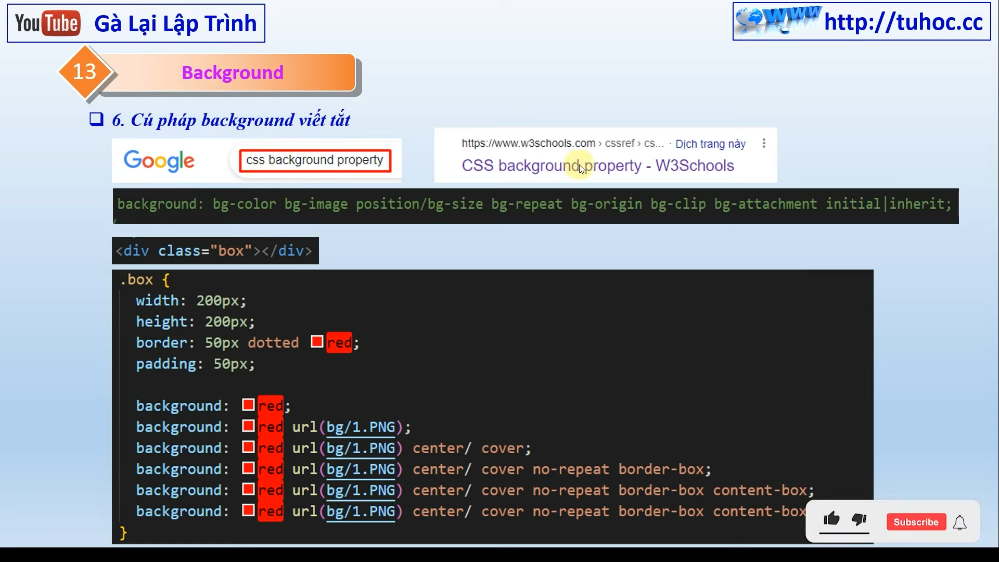 YouTube Gà Lại Lập Trình
www http://tuhoc.cc
13 Background
6. Cú pháp background viết tắt
Google css background property
https://www.w3schools.com › cssref › cs... · Dịch trang này
CSS background property - W3Schools
background: bg-color bg-image position/bg-size bg-repeat bg-origin bg-clip bg-attachment initial|inherit;
<div class="box"></div>
.box {
width: 200px;
height: 200px;
border: 50px dotted red;
padding: 50px;
background: red;
background: red url(bg/1.PNG);
background: red url(bg/1.PNG) center/ cover;
background: red url(bg/1.PNG) center/ cover no-repeat border-box;
background: red url(bg/1.PNG) center/ cover no-repeat border-box content-box;
background: red url(bg/1.PNG) center/ cover no-repeat border-box content-box
}
Subscribe